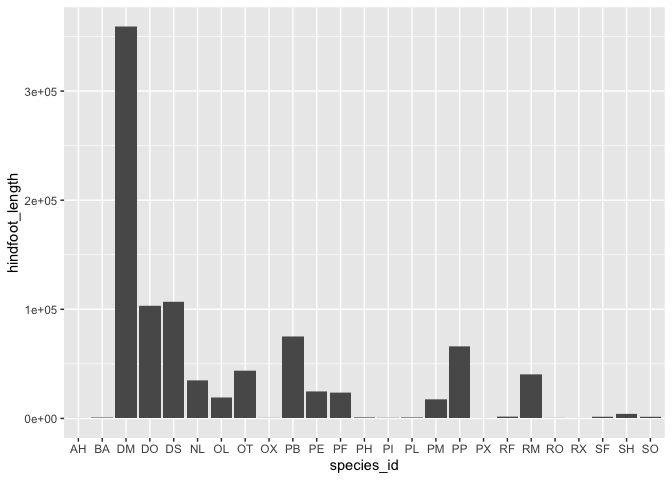 3e+05
2e+05
1e+05
0e+00
hindfoot_length
AH BA DM DO DS NL OL OT OX PB PE PF PH PI PL PM PP PX RF RM RO RX SF SH SO
species_id